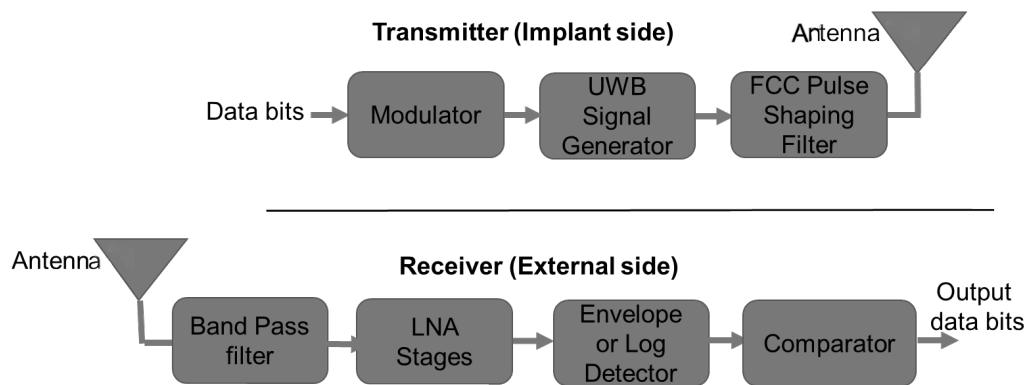 Transmitter (Implant side)
Antenna
Data bits
Modulator
UWB
Signal
Generator
FCC Pulse
Shaping
Filter
Antenna
Receiver (External side)
Band Pass
filter
LNA
Stages
Envelope
or Log
Detector
Comparator
Output
data bits